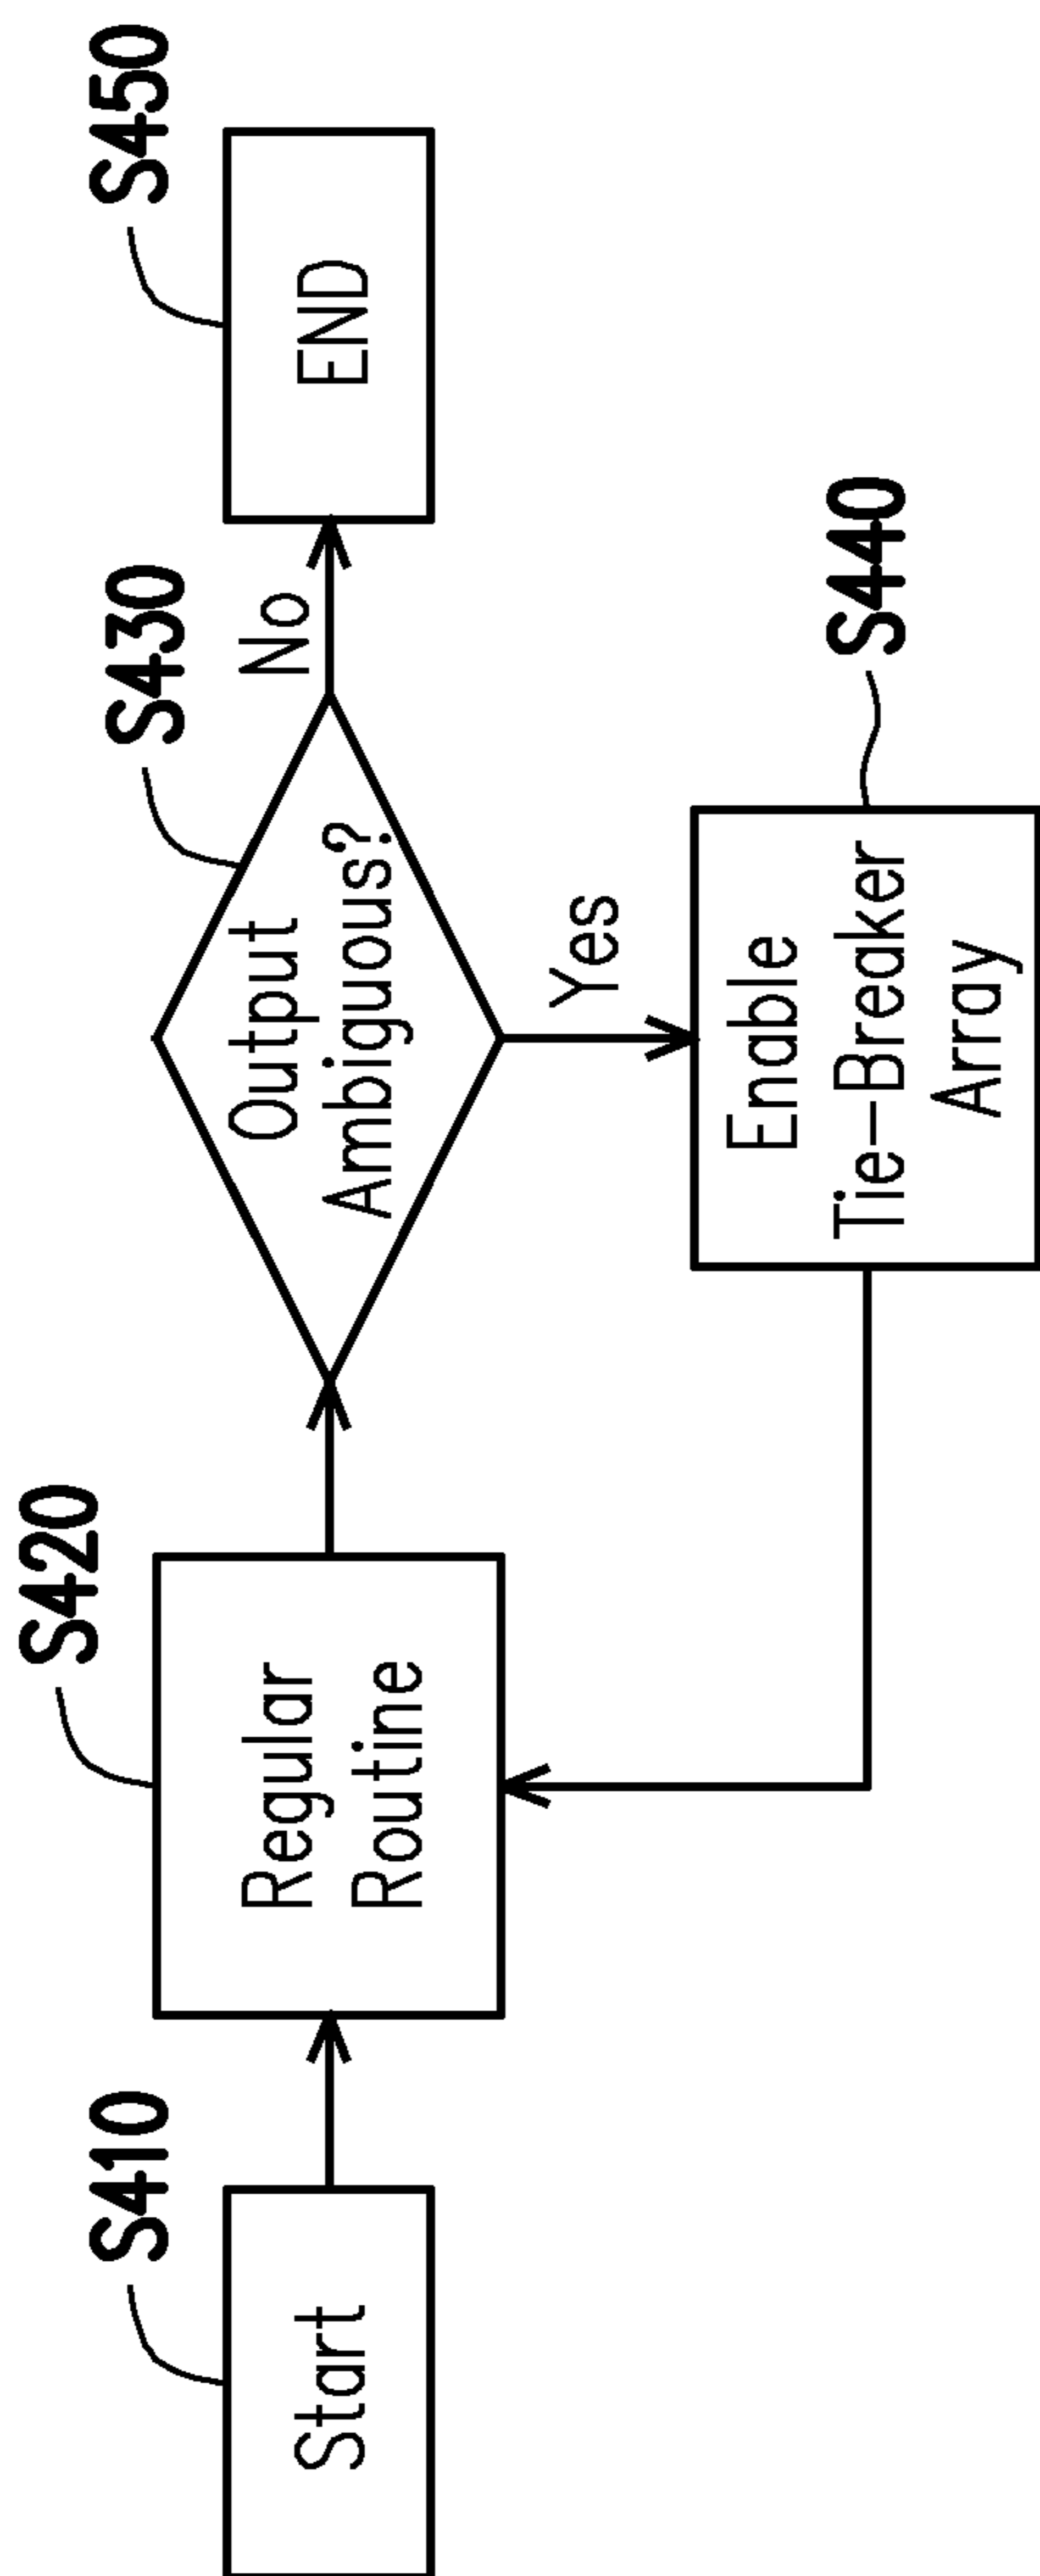 S410
Start
S420
Regular
Routine
S430
Output
Ambiguous?
No
Yes
S450
END
S440
Enable
Tie-Breaker
Array